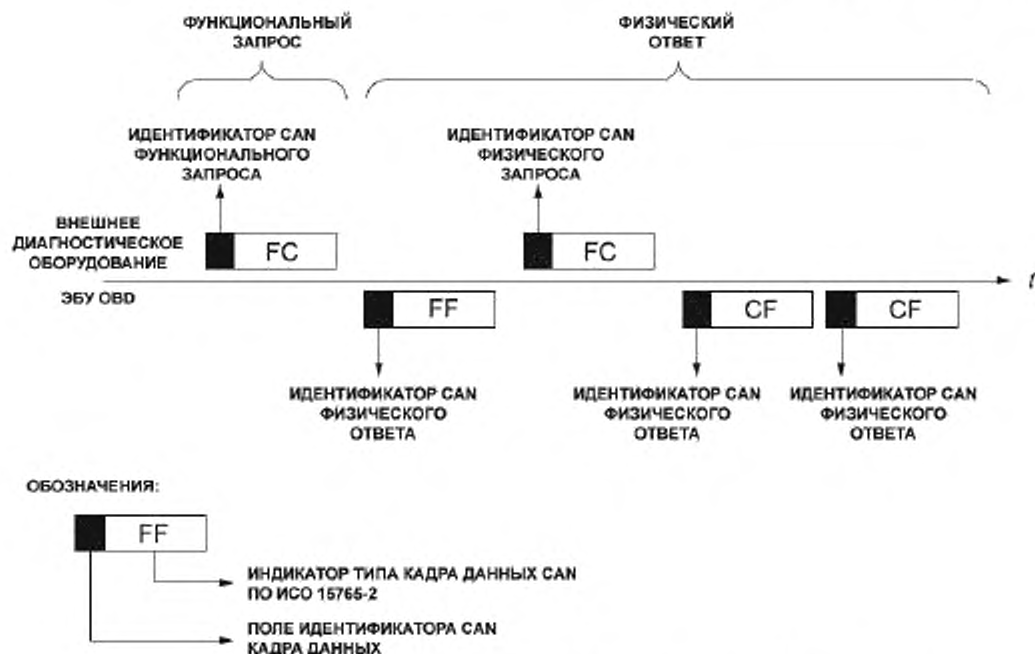 ФУНКЦИОНАЛЬНЫЙ
ЗАПРОС
ФИЗИЧЕСКИЙ
ОТВЕТ
ИДЕНТИФИКАТОР CAN
ФУНКЦИОНАЛЬНОГО
ЗАПРОСА
ИДЕНТИФИКАТОР CAN
ФИЗИЧЕСКОГО
ЗАПРОСА
ВНЕШНЕЕ
ДИАГНОСТИЧЕСКОЕ
ОБОРУДОВАНИЕ
FC
FC
t
ЭБУ OBD
FF
CF
CF
ИДЕНТИФИКАТОР CAN
ФИЗИЧЕСКОГО
ОТВЕТА
ИДЕНТИФИКАТОР CAN
ФИЗИЧЕСКОГО
ОТВЕТА
ИДЕНТИФИКАТОР CAN
ФИЗИЧЕСКОГО
ОТВЕТА
ОБОЗНАЧЕНИЯ:
FF
ИНДИКАТОР ТИПА КАДРА ДАННЫХ CAN
ПО ИСО 15765-2
ПОЛЕ ИДЕНТИФИКАТОРА CAN
КАДРА ДАННЫХ